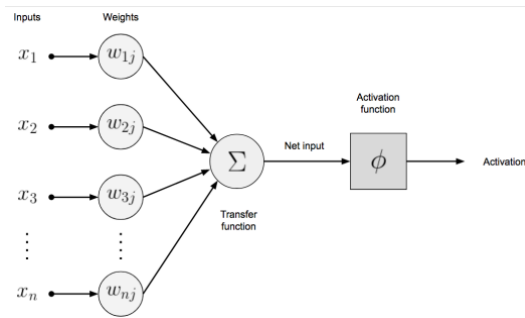 Inputs Weights
x₁ w₁ⱼ
Activation
function
x₂ w₂ⱼ
Net input
Σ ϕ Activation
x₃ w₃ⱼ
Transfer
function
xₙ wₙⱼ